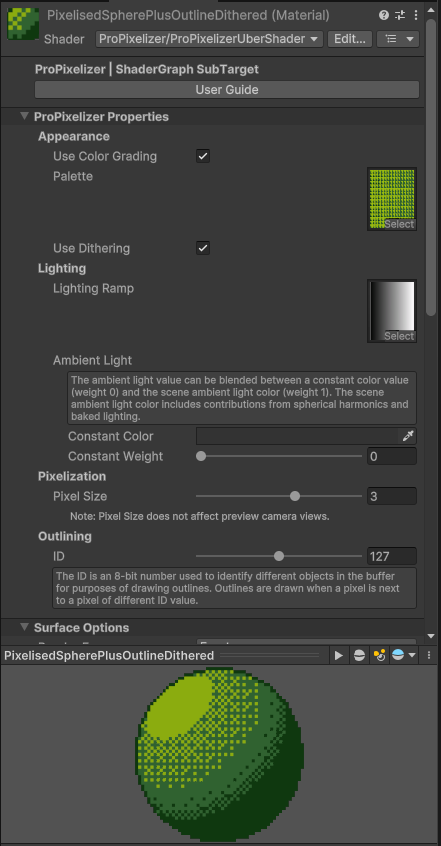 PixelisedSpherePlusOutlineDithered (Material)
Shader ProPixelizer/ProPixelizerUberShader Edit...
ProPixelizer | ShaderGraph SubTarget
User Guide
ProPixelizer Properties
Appearance
Use Color Grading
Palette
Select
Use Dithering
Lighting
Lighting Ramp
Select
Ambient Light
The ambient light value can be blended between a constant color value
(weight 0) and the scene ambient light color (weight 1). The scene
ambient light color includes contributions from spherical harmonics and
baked lighting.
Constant Color
Constant Weight 0
Pixelization
Pixel Size 3
Note: Pixel Size does not affect preview camera views.
Outlining
ID 127
The ID is an 8-bit number used to identify different objects in the buffer
for purposes of drawing outlines. Outlines are drawn when a pixel is next
to a pixel of different ID value.
Surface Options
PixelisedSpherePlusOutlineDithered